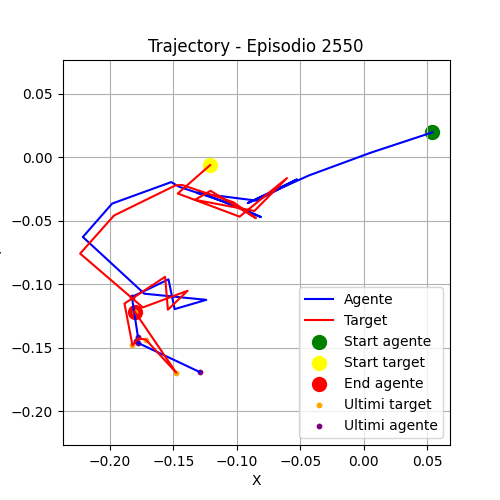 Trajectory - Episodio 2550
0.05
0.00
−0.05
−0.10
−0.15
−0.20
Agente
Target
Start agente
Start target
End agente
Ultimi target
Ultimi agente
−0.20 −0.15 −0.10 −0.05 0.00 0.05
X